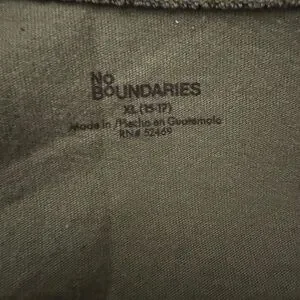 No
BOUNDARIES
XL (15-17)
Made in / Hecho en Guatemala
RN# 52469